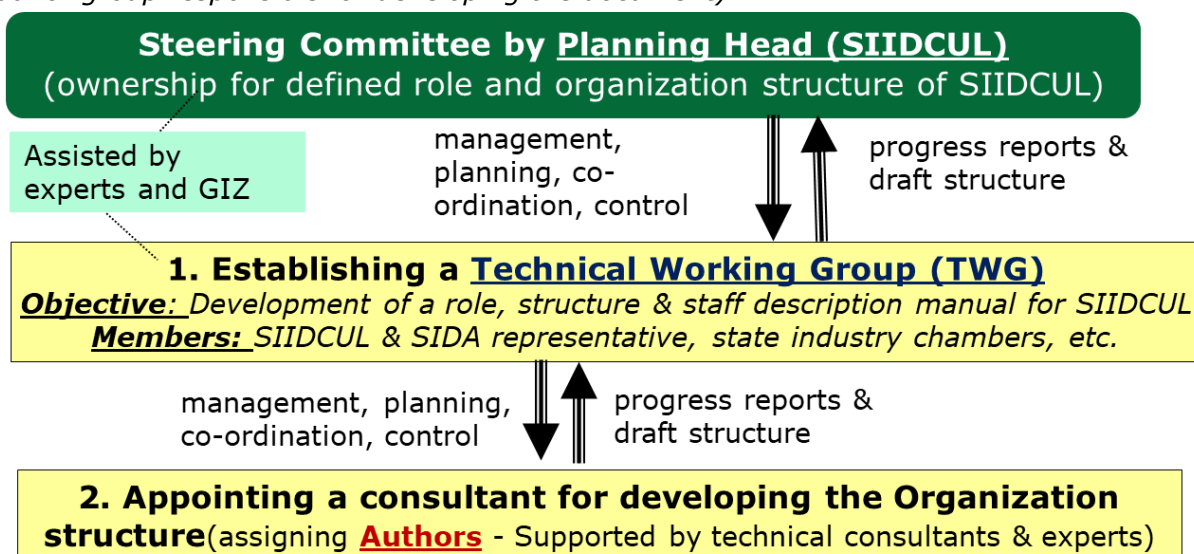 Steering Committee by Planning Head (SIIDCUL)
(ownership for defined role and organization structure of SIIDCUL)
Assisted by
experts and GIZ
management,
planning, co-
ordination, control
progress reports &
draft structure
1. Establishing a Technical Working Group (TWG)
Objective: Development of a role, structure & staff description manual for SIIDCUL
Members: SIIDCUL & SIDA representative, state industry chambers, etc.
management, planning,
co-ordination, control
progress reports &
draft structure
2. Appointing a consultant for developing the Organization
structure(assigning Authors - Supported by technical consultants & experts)